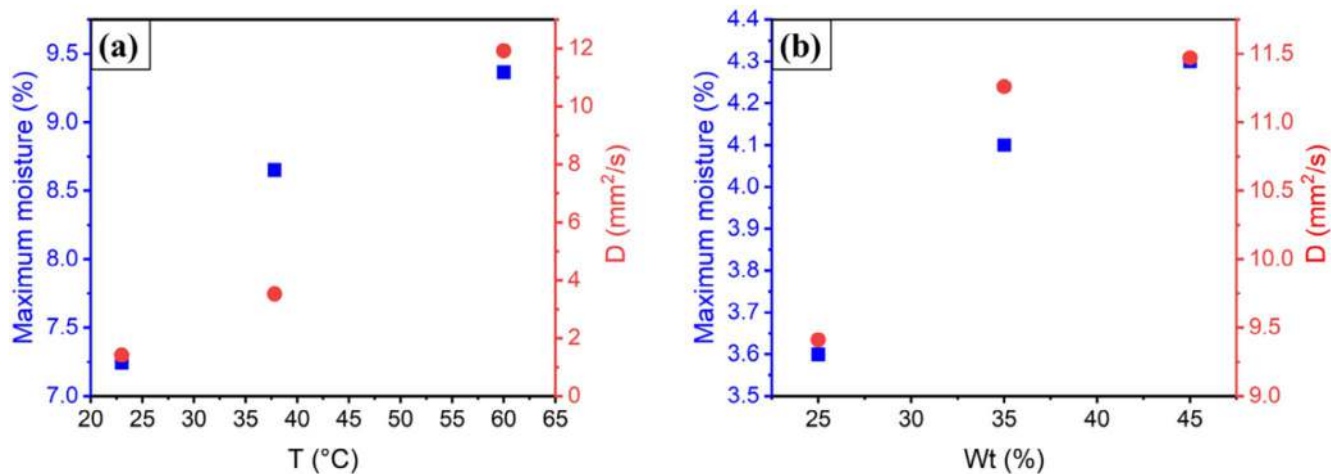 (a)
Maximum moisture (%)
9.5
9.0
8.5
8.0
7.5
7.0
12
10
8
6
4
2
0
D (mm²/s)
20 25 30 35 40 45 50 55 60 65
T (°C)
(b)
Maximum moisture (%)
4.4
4.3
4.2
4.1
4.0
3.9
3.8
3.7
3.6
3.5
11.5
11.0
10.5
10.0
9.5
9.0
D (mm²/s)
25 30 35 40 45
Wt (%)